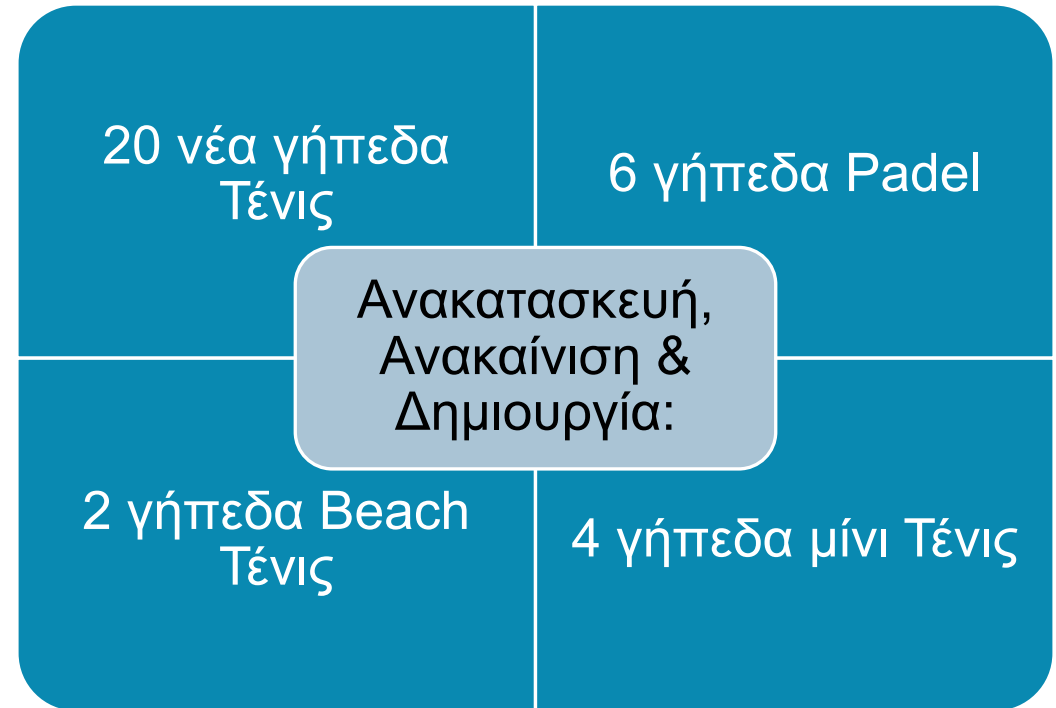 20 νέα γήπεδα
Τένις
6 γήπεδα Padel
Ανακατασκευή,
Ανακαίνιση &
Δημιουργία:
2 γήπεδα Beach
Τένις
4 γήπεδα μίνι Τένις